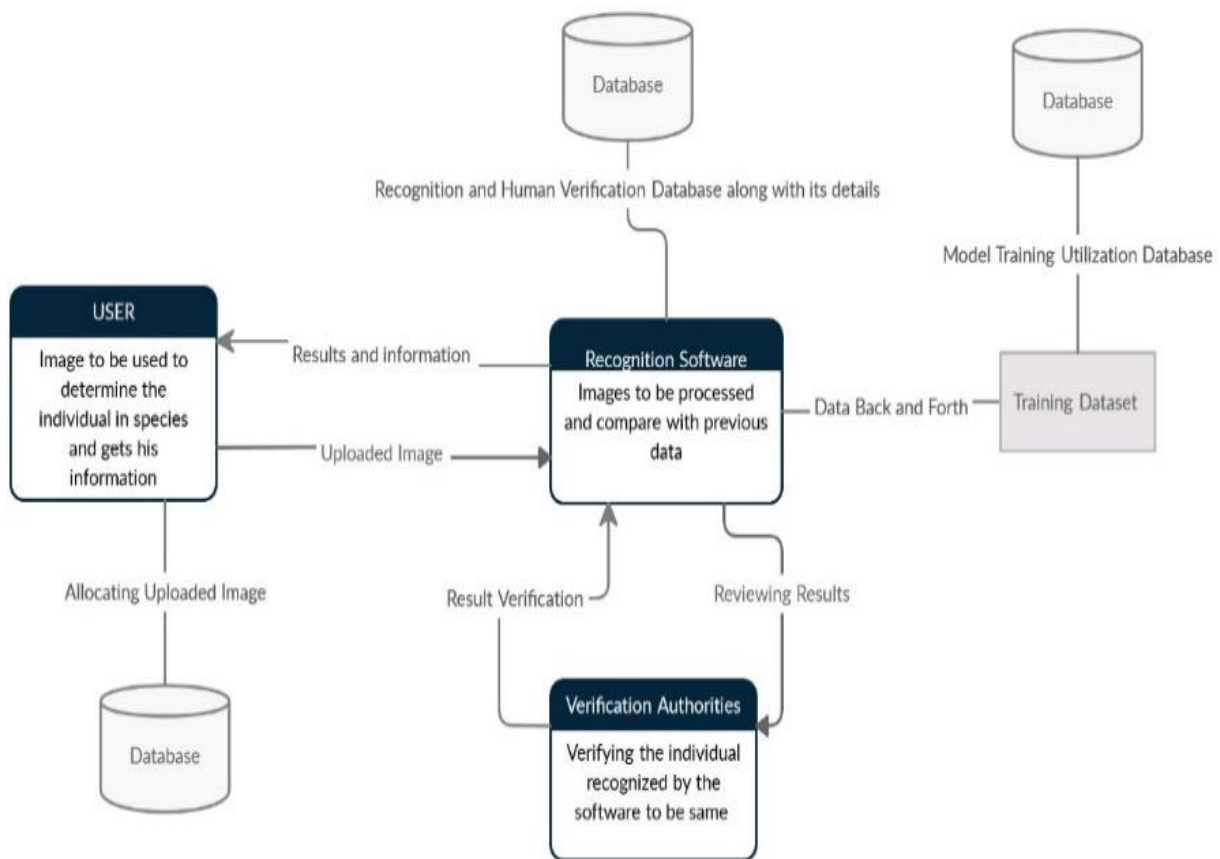 Database
Database
Recognition and Human Verification Database along with its details
Model Training Utilization Database
USER
Image to be used to
determine the
individual in species
and gets his
information
Results and information
Uploaded Image
Recognition Software
Images to be processed
and compare with previous
data
Data Back and Forth
Training Dataset
Allocating Uploaded Image
Result Verification
Reviewing Results
Database
Verification Authorities
Verifying the individual
recognized by the
software to be same